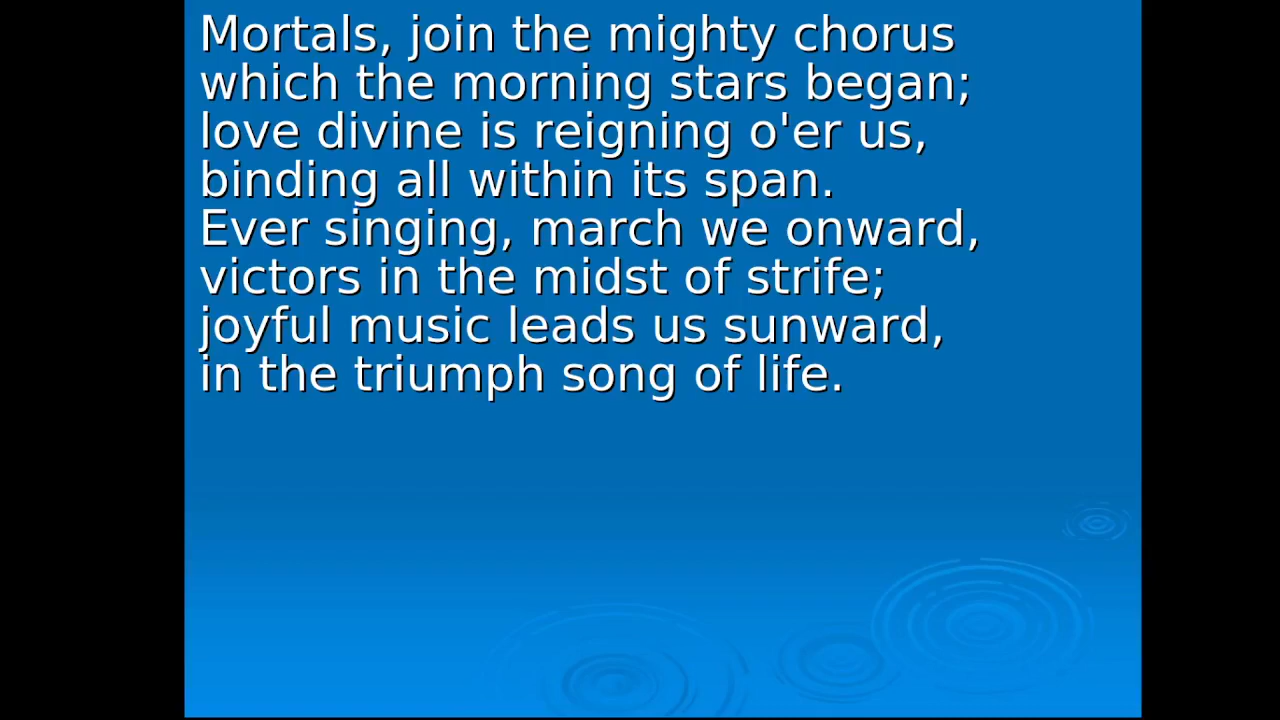 Mortals, join the mighty chorus
which the morning stars began;
love divine is reigning o'er us,
binding all within its span.
Ever singing, march we onward,
victors in the midst of strife;
joyful music leads us sunward,
in the triumph song of life.